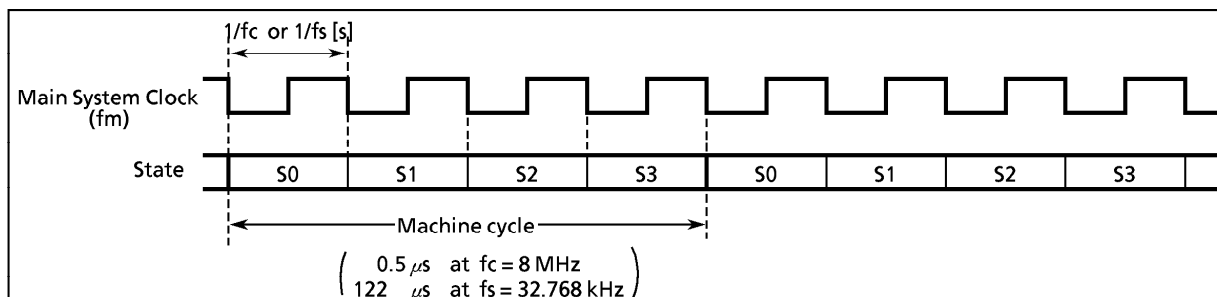 1/fc or 1/fs [s]
Main System Clock
(fm)
State S0 S1 S2 S3 S0 S1 S2 S3
Machine cycle
0.5 μs at fc = 8 MHz
122 μs at fs = 32.768 kHz